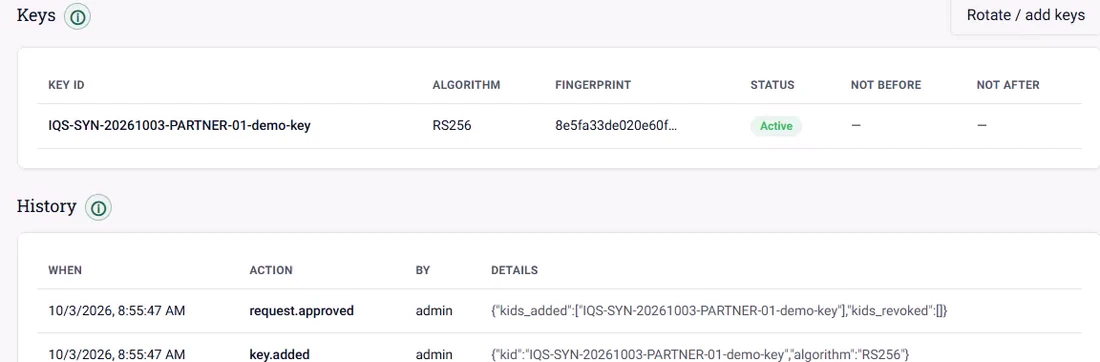 Keys
Rotate / add keys
KEY ID ALGORITHM FINGERPRINT STATUS NOT BEFORE NOT AFTER
IQS-SYN-20261003-PARTNER-01-demo-key RS256 8e5fa33de020e60f... Active — —
History
WHEN ACTION BY DETAILS
10/3/2026, 8:55:47 AM request.approved admin {"kids_added":["IQS-SYN-20261003-PARTNER-01-demo-key"],"kids_revoked":[]}
10/3/2026, 8:55:47 AM key.added admin {"kid":"IQS-SYN-20261003-PARTNER-01-demo-key","algorithm":"RS256"}